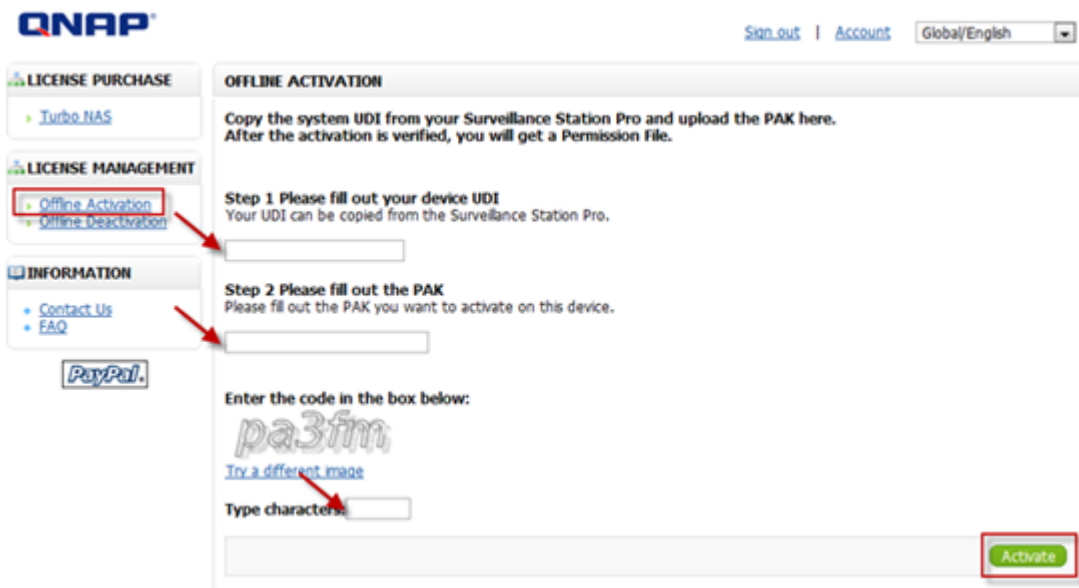 QNAP
Sign out | Account Global/English
LICENSE PURCHASE
Turbo NAS
LICENSE MANAGEMENT
Offline Activation
Offline Deactivation
INFORMATION
Contact Us
FAQ
PayPal.
OFFLINE ACTIVATION
Copy the system UDI from your Surveillance Station Pro and upload the PAK here.
After the activation is verified, you will get a Permission File.
Step 1 Please fill out your device UDI
Your UDI can be copied from the Surveillance Station Pro.
Step 2 Please fill out the PAK
Please fill out the PAK you want to activate on this device.
Enter the code in the box below:
pa3fm
Try a different image
Type characters:
Activate